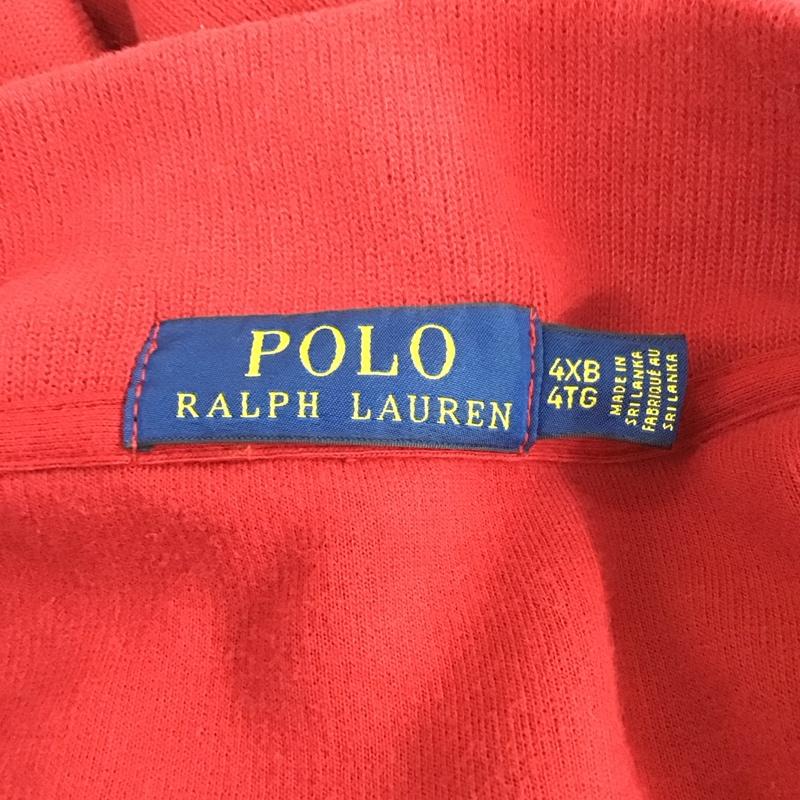 POLO
RALPH LAUREN
4XB
4TG
MADE IN
SRI LANKA
FABRIQUÉ AU
SRI LANKA